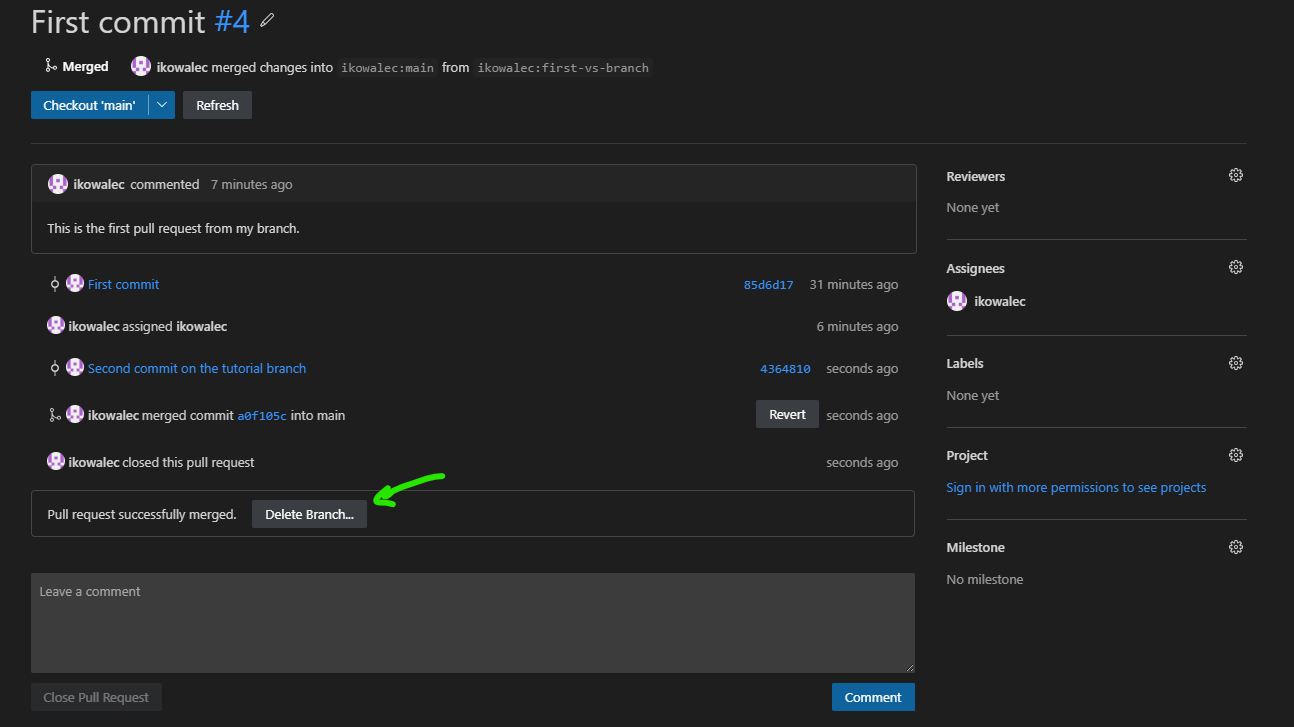 First commit #4
Merged ikowalec merged changes into ikowalec:main from ikowalec:first-vs-branch
Checkout 'main' Refresh
ikowalec commented 7 minutes ago
This is the first pull request from my branch.
First commit 85d6d17 31 minutes ago
ikowalec assigned ikowalec 6 minutes ago
Second commit on the tutorial branch 4364810 seconds ago
ikowalec merged commit a0f105c into main Revert seconds ago
ikowalec closed this pull request seconds ago
Pull request successfully merged. Delete Branch...
Leave a comment
Close Pull Request Comment
Reviewers
None yet
Assignees
ikowalec
Labels
None yet
Project
Sign in with more permissions to see projects
Milestone
No milestone